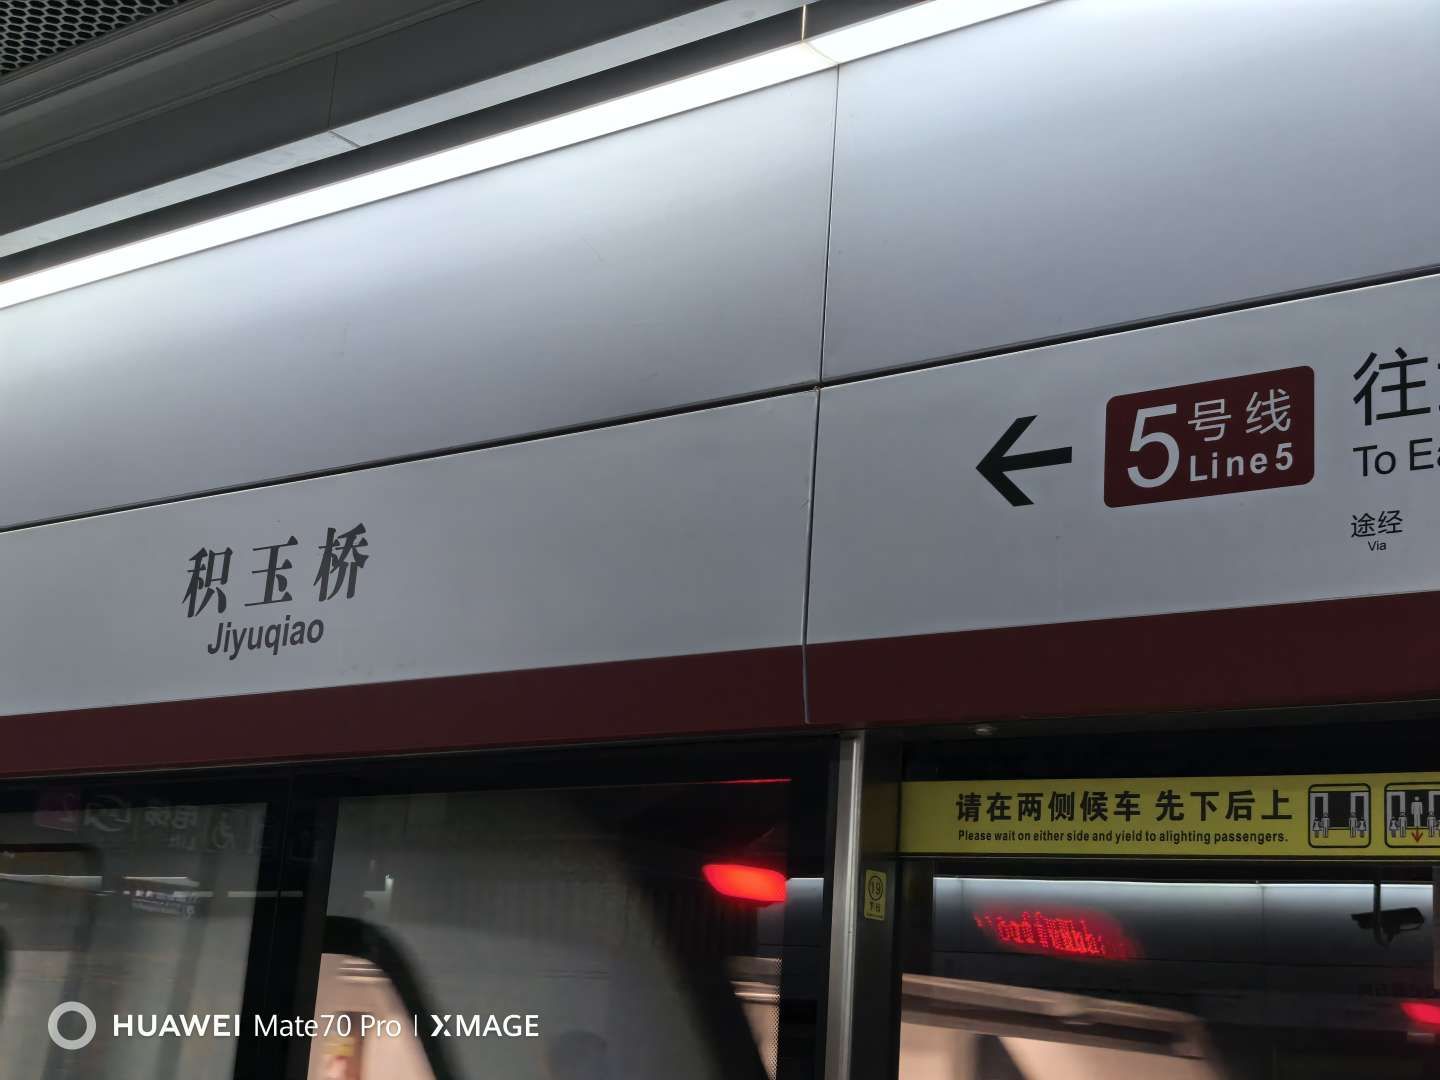 积玉桥
Jiyuqiao
5号线
Line5
往
To
途经
Via
请在两侧候车 先下后上
Please wait on either side and yield to alighting passengers.
19
HUAWEI Mate70 Pro | XMAGE